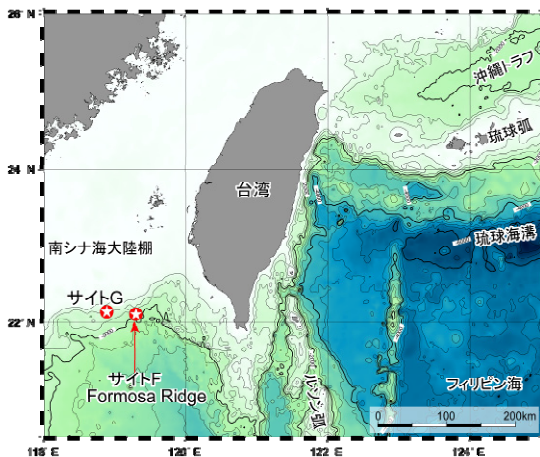 26°N
沖縄トラフ
琉球弧
24°N
台湾
南シナ海大陸棚
琉球海溝
サイトG
22°N
サイトF
Formosa Ridge
ルソン弧
フィリピン海
0 100 200km
118°E
120°E
122°E
124°E